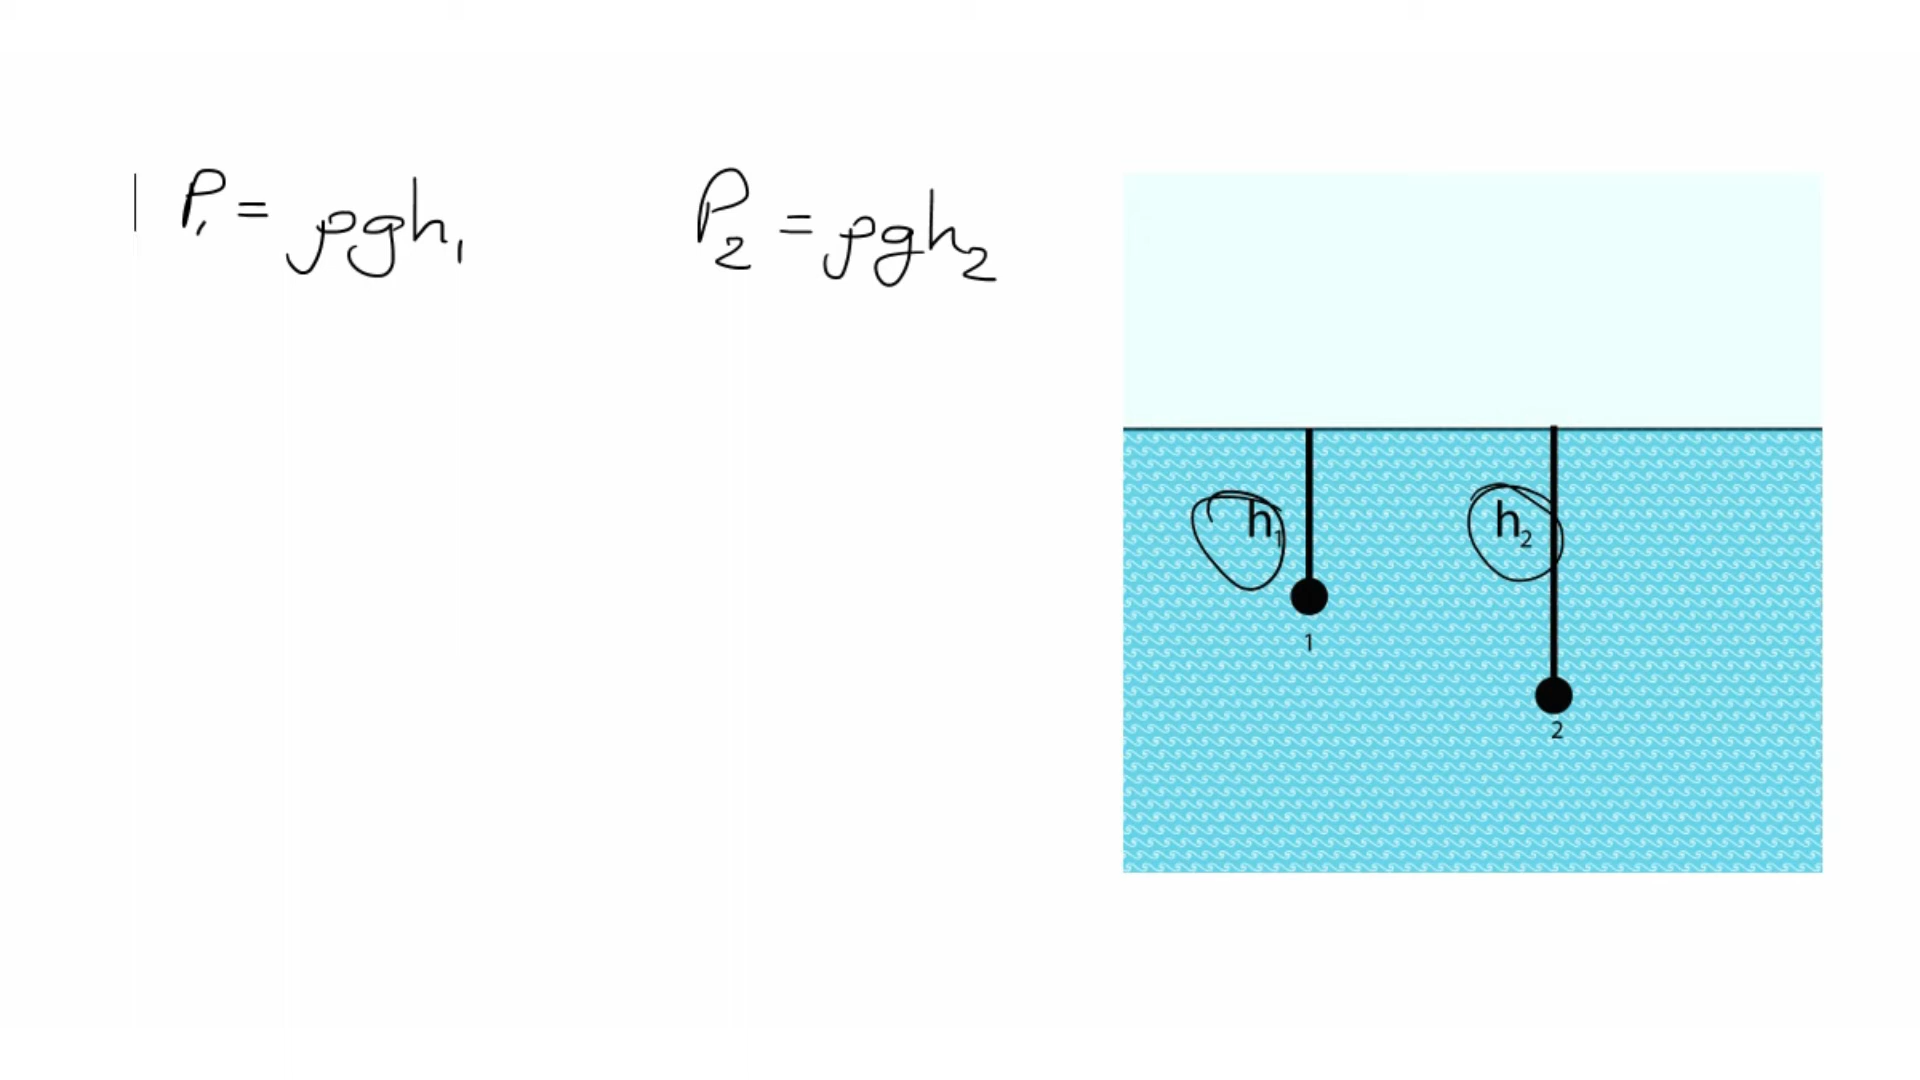 P₁ = ρgh₁
P₂ = ρgh₂
h₁
h₂
1
2